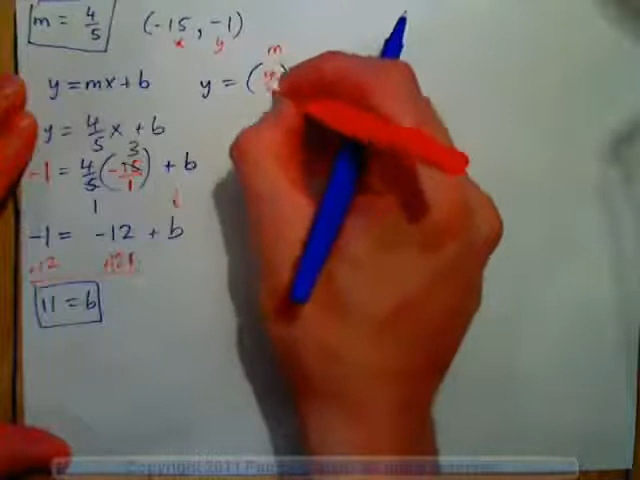 m = 4/5 (-15, -1)
x y
m
y = mx + b y = (
y = 4/5 x + b
3
-1 = 4/5 (-15/1) + b
1
-1 = -12 + b
+12 +12
11 = b